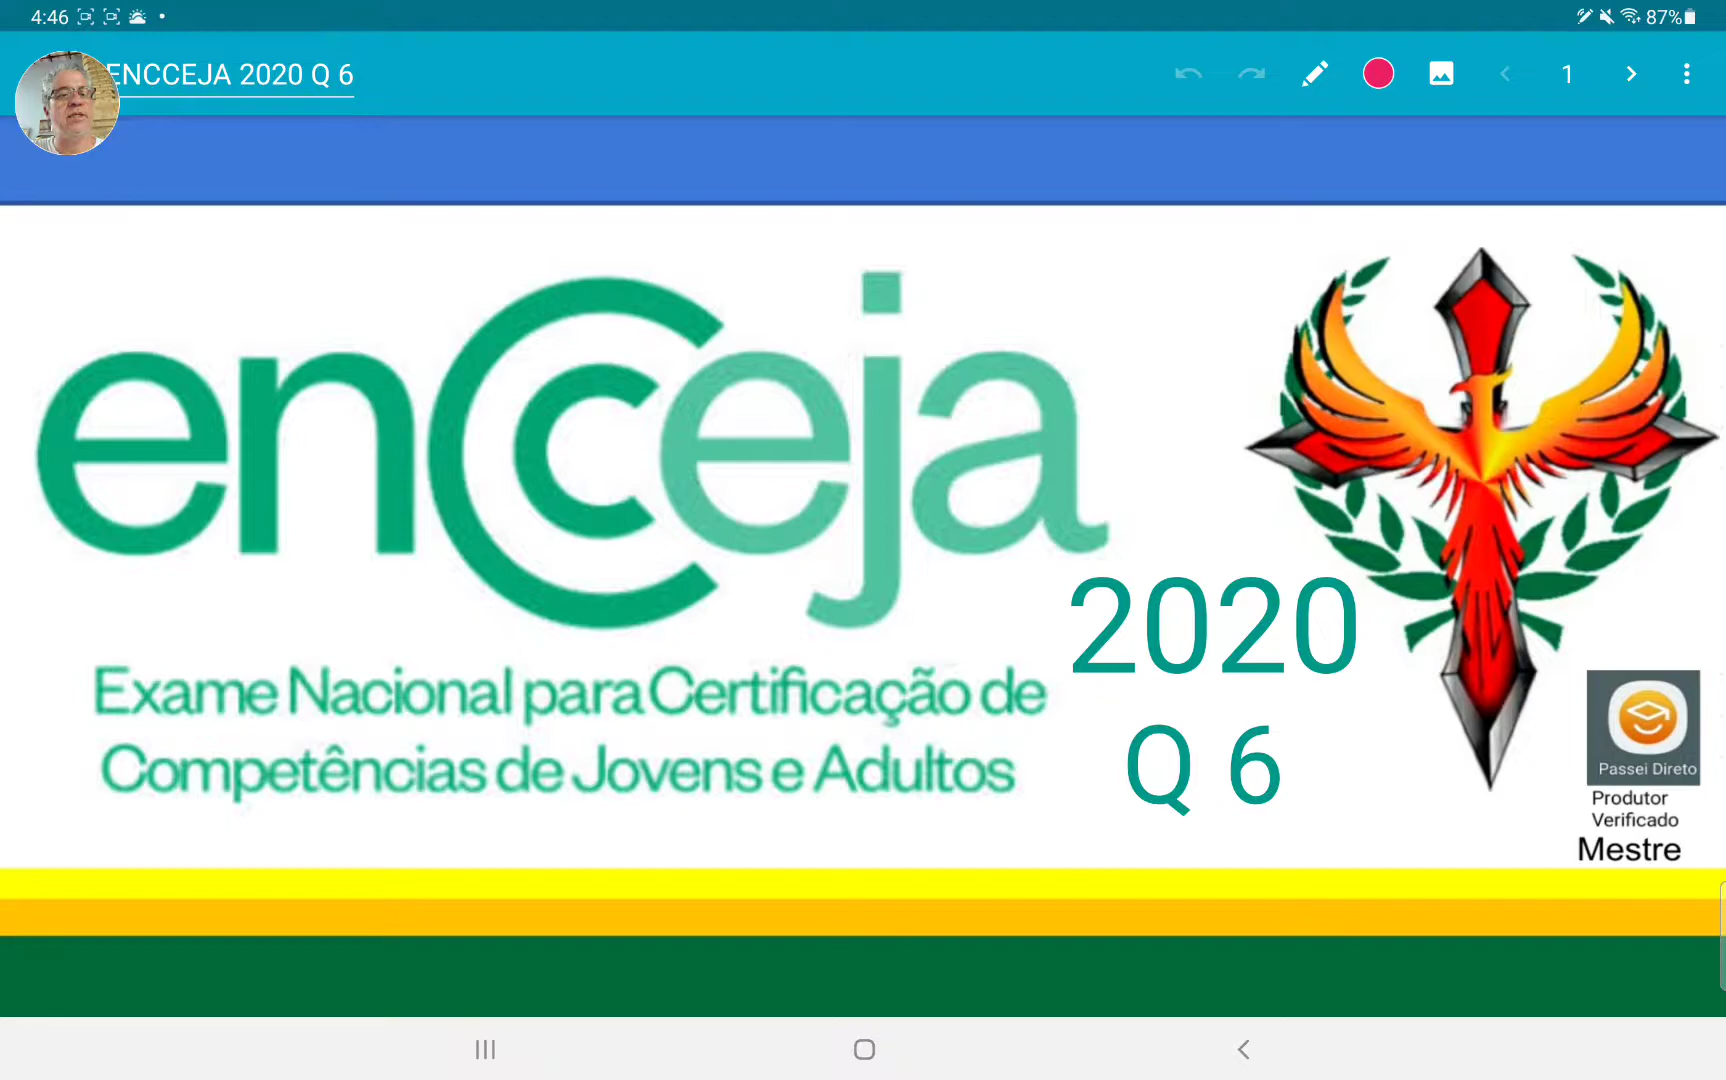 4:46
87%
ENCCEJA 2020 Q 6
1
encceja
2020
Exame Nacional para Certificação de
Competências de Jovens e Adultos
Q 6
Passei Direto
Produtor
Verificado
Mestre